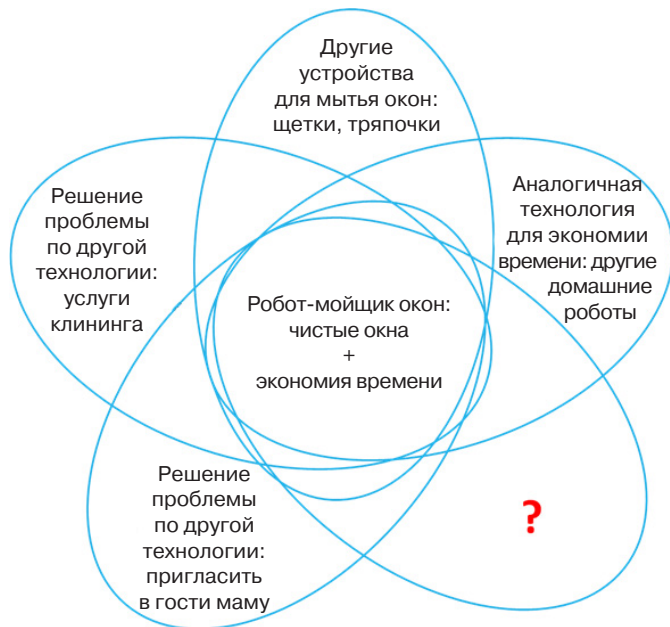 Другие
устройства
для мытья окон:
щетки, тряпочки
Решение
проблемы
по другой
технологии:
услуги
клининга
Аналогичная
технология
для экономии
времени: другие
домашние
роботы
Робот-мойщик окон:
чистые окна
+
экономия времени
Решение
проблемы
по другой
технологии:
пригласить
в гости маму
?